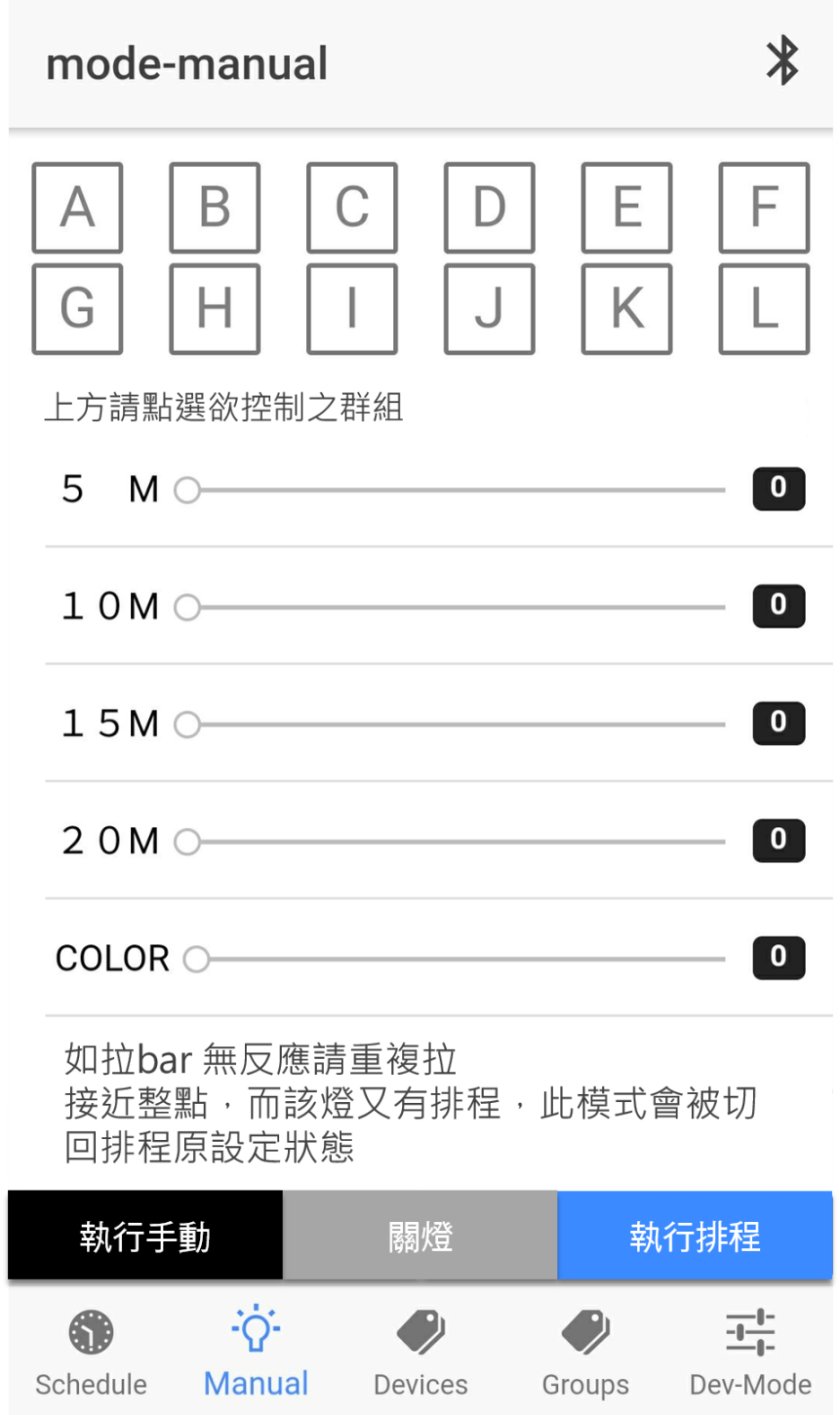 mode-manual
A B C D E F
G H I J K L
上方請點選欲控制之群組
５　M 0
１０M 0
１５M 0
２０M 0
COLOR 0
如拉bar 無反應請重複拉
接近整點，而該燈又有排程，此模式會被切
回排程原設定狀態
執行手動 關燈 執行排程
Schedule Manual Devices Groups Dev-Mode